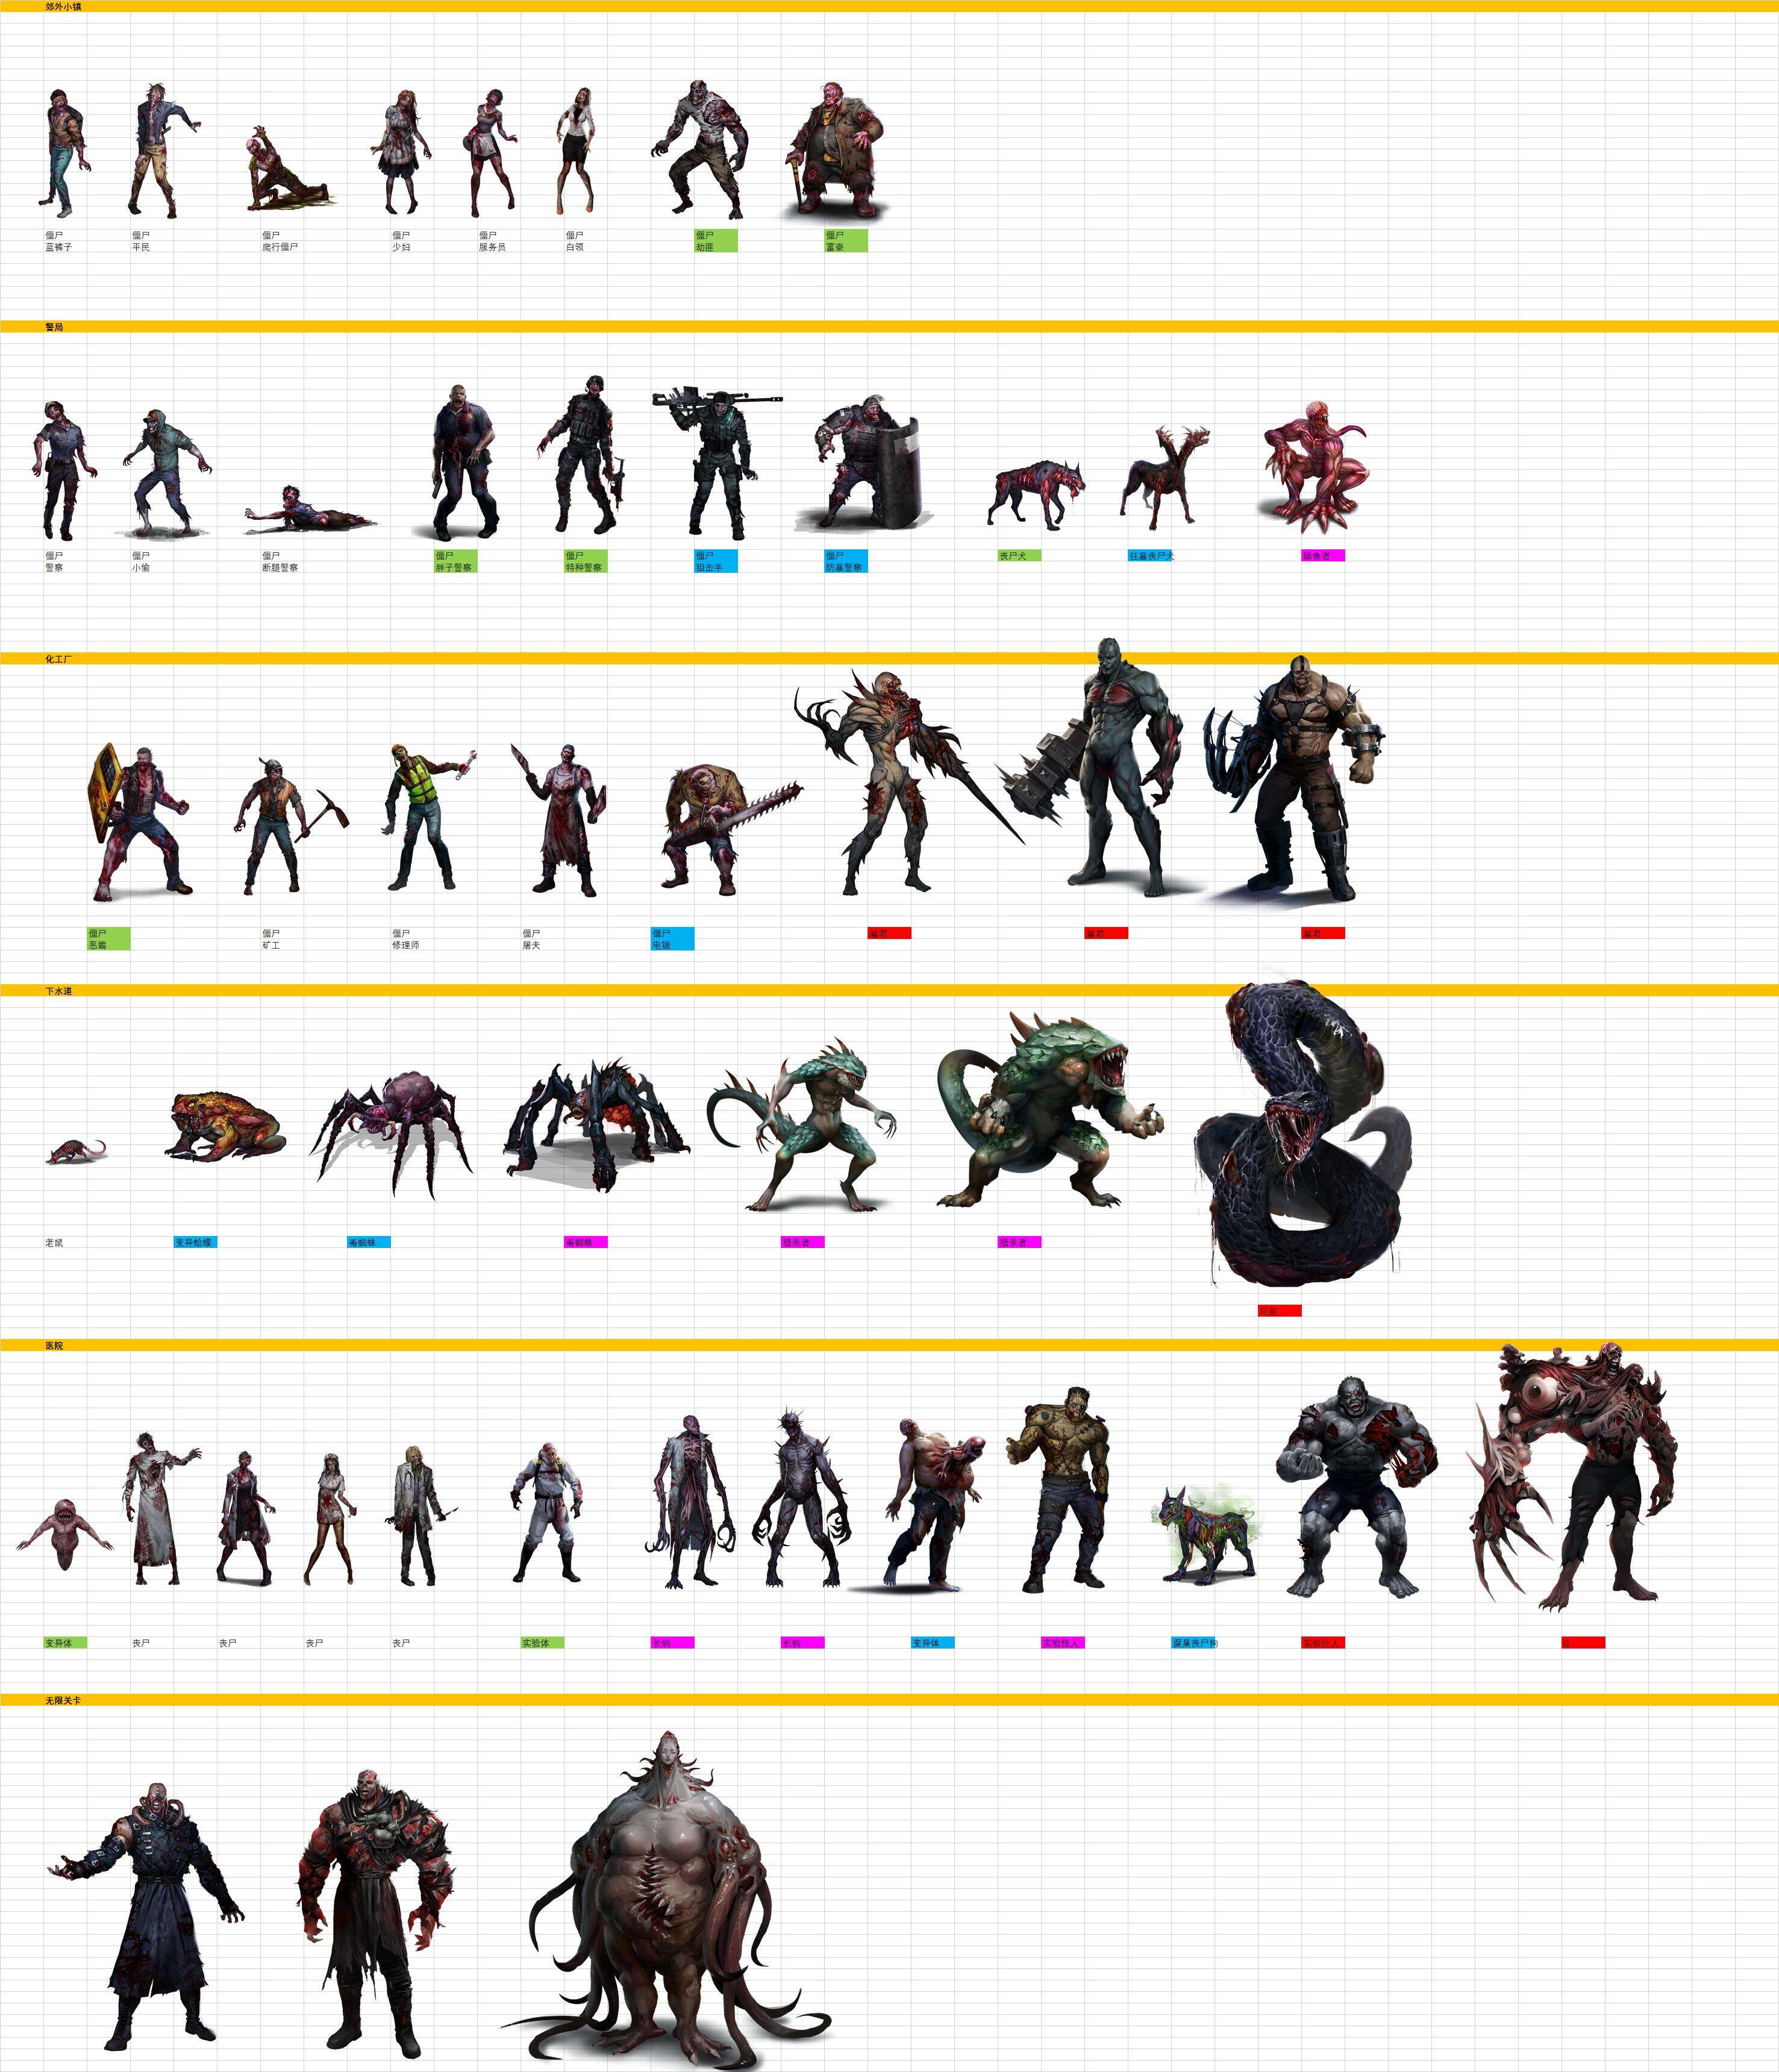 郊外小镇
僵尸
蓝裤子
僵尸
平民
僵尸
爬行僵尸
僵尸
少妇
僵尸
服务员
僵尸
白领
僵尸
劫匪
僵尸
富豪
警局
僵尸
警察
僵尸
小偷
僵尸
断腿警察
僵尸
胖子警察
僵尸
特种警察
僵尸
狙击手
僵尸
防暴警察
丧尸犬
狂暴丧尸犬
舔食者
化工厂
僵尸
恶霸
僵尸
矿工
僵尸
修理师
僵尸
屠夫
僵尸
电锯
暴君
暴君
暴君
下水道
老鼠
变异蛤蟆
毒蜘蛛
毒蜘蛛
猎杀者
猎杀者
巨蛇
医院
变异体
丧尸
丧尸
丧尸
丧尸
实验体
长钩
长钩
变异体
实验怪人
腐臭丧尸狗
实验巨人
无限关卡